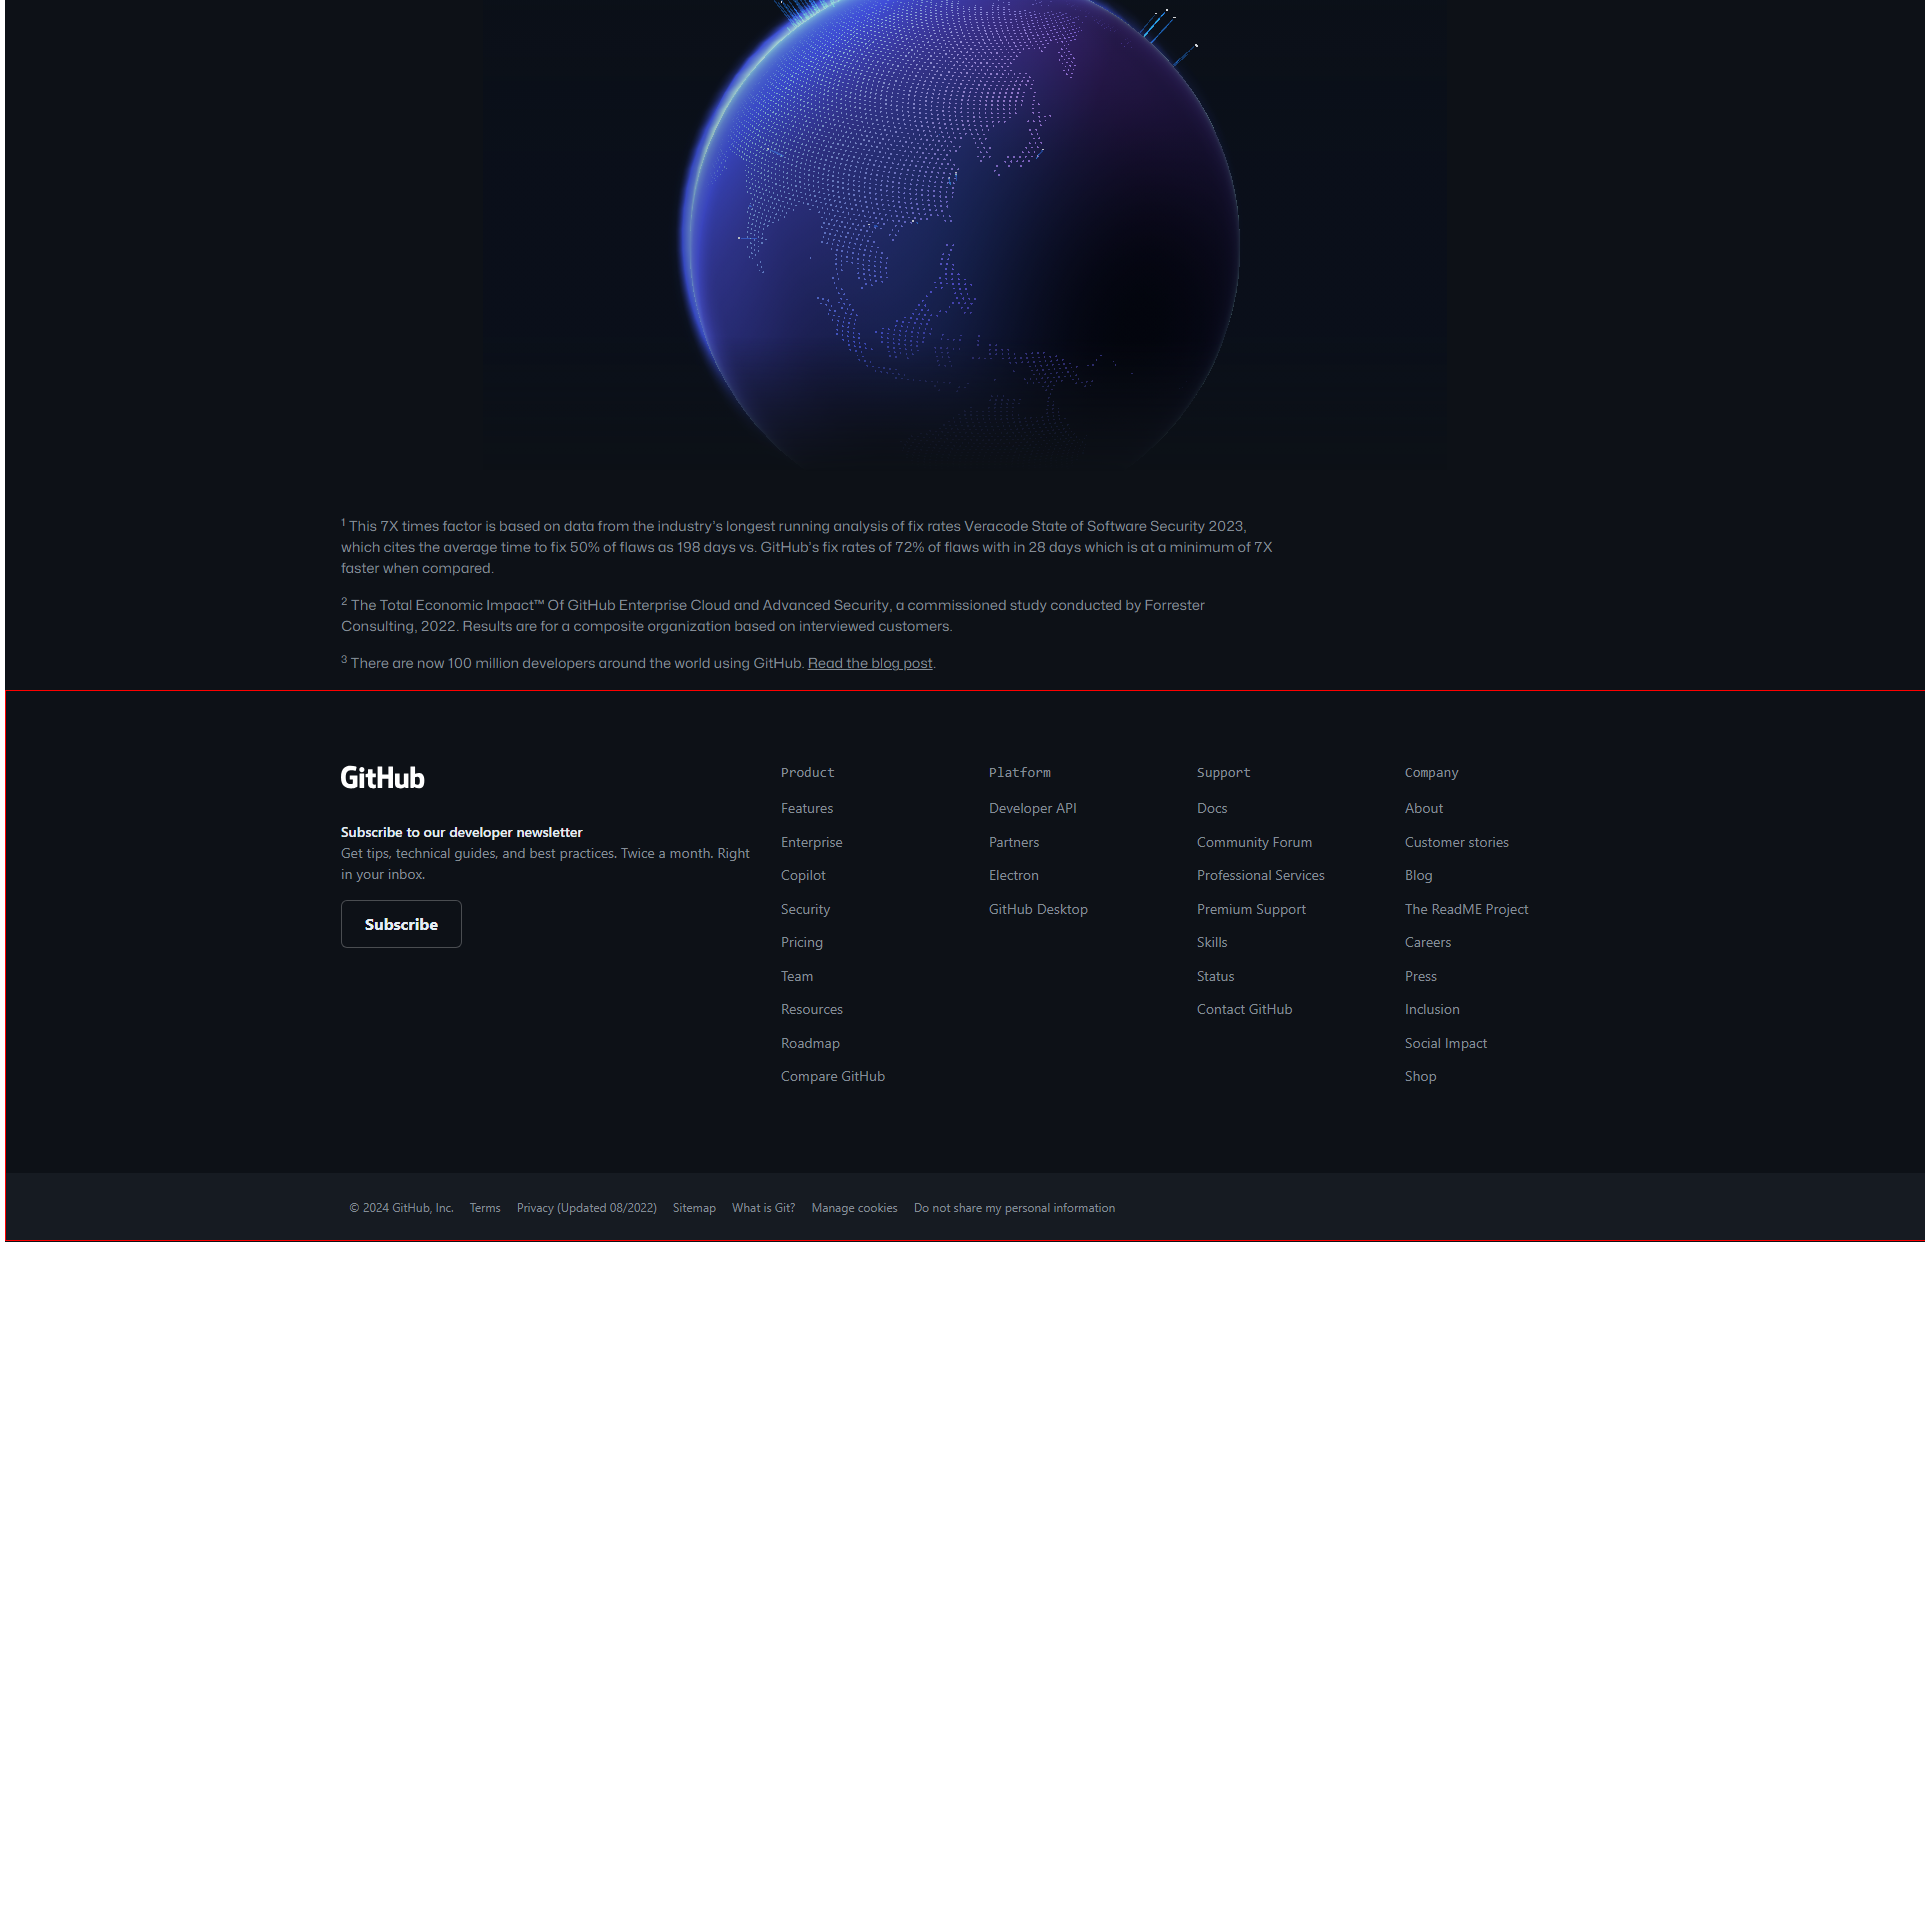 1 This 7X times factor is based on data from the industry's longest running analysis of fix rates Veracode State of Software Security 2023,
which cites the average time to fix 50% of flaws as 198 days vs. GitHub's fix rates of 72% of flaws with in 28 days which is at a minimum of 7X
faster when compared.
2 The Total Economic Impact™ Of GitHub Enterprise Cloud and Advanced Security, a commissioned study conducted by Forrester
Consulting, 2022. Results are for a composite organization based on interviewed customers.
3 There are now 100 million developers around the world using GitHub. Read the blog post.
GitHub
Subscribe to our developer newsletter
Get tips, technical guides, and best practices. Twice a month. Right
in your inbox.
Subscribe
Product
Features
Enterprise
Copilot
Security
Pricing
Team
Resources
Roadmap
Compare GitHub
Platform
Developer API
Partners
Electron
GitHub Desktop
Support
Docs
Community Forum
Professional Services
Premium Support
Skills
Status
Contact GitHub
Company
About
Customer stories
Blog
The ReadME Project
Careers
Press
Inclusion
Social Impact
Shop
© 2024 GitHub, Inc. Terms Privacy (Updated 08/2022) Sitemap What is Git? Manage cookies Do not share my personal information